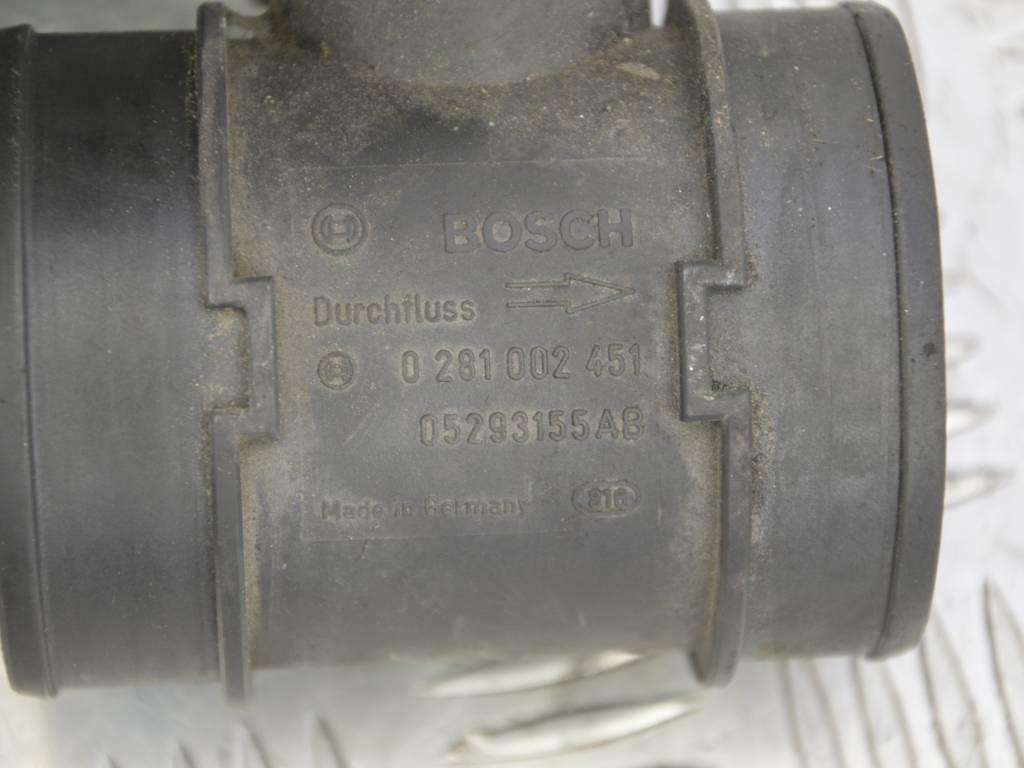 BOSCH
Durchfluss
0 281 002 451
05293155AB
Made in Germany